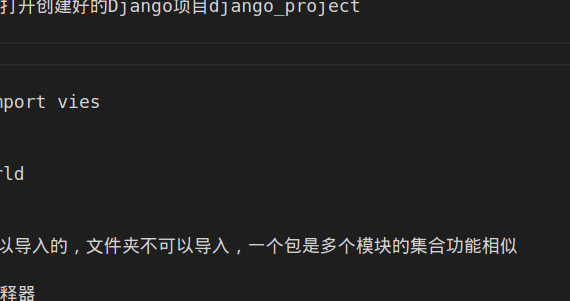 打开创建好的Django项目django_project
mport vies
rld
以导入的，文件夹不可以导入，一个包是多个模块的集合功能相似
释器